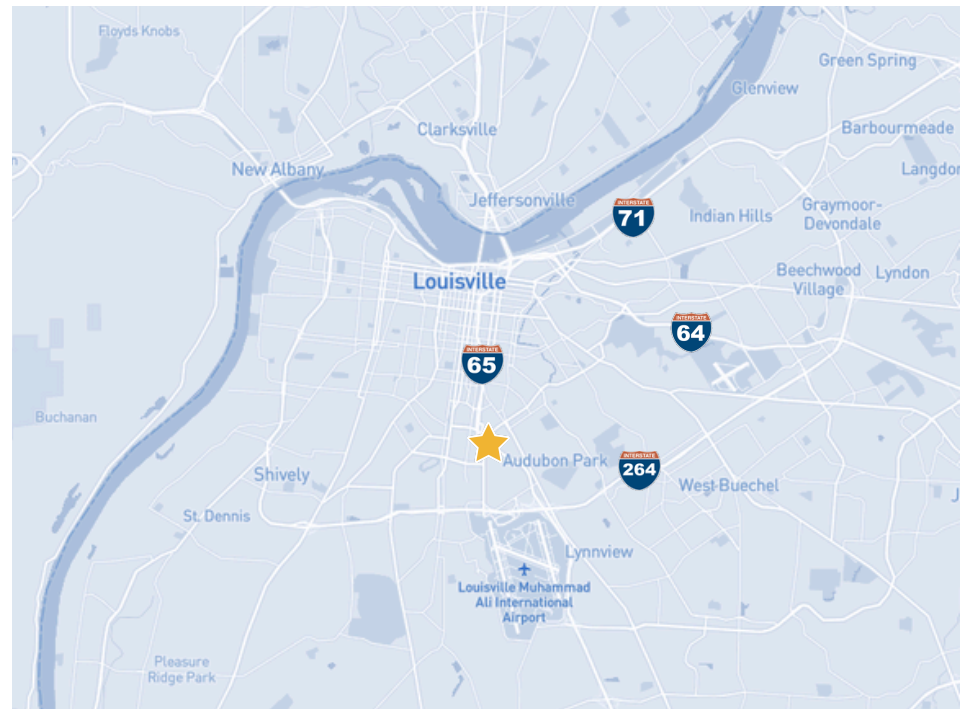 Floyds Knobs
Green Spring
Glenview
Clarksville
Barbourmeade
New Albany
Langdon
Jeffersonville
INTERSTATE
71
Indian Hills
Graymoor-
Devondale
Louisville
Beechwood
Village
Lyndon
INTERSTATE
64
INTERSTATE
65
Buchanan
Audubon Park
INTERSTATE
264
Shively
West Buechel
St. Dennis
Lynnview
Louisville Muhammad
Ali International
Airport
Pleasure
Ridge Park